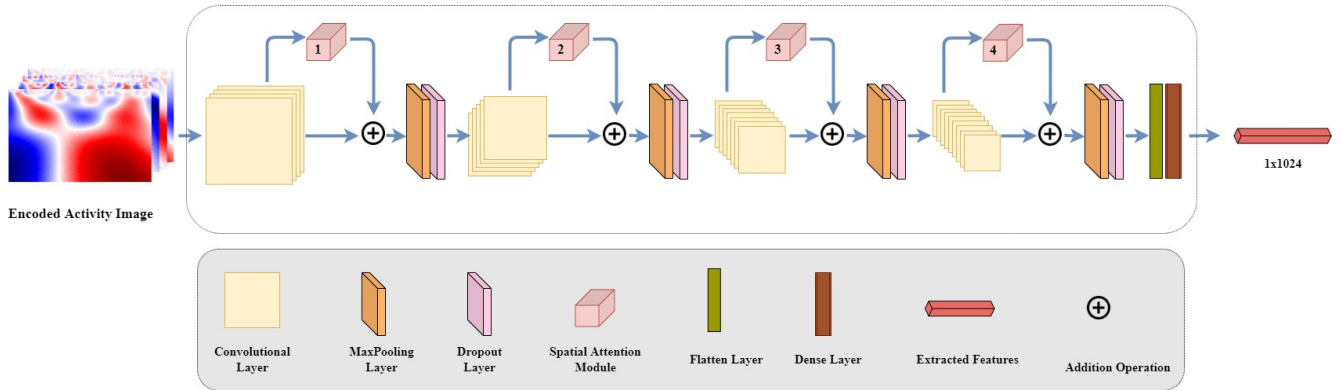 1
2
3
4
1x1024
Encoded Activity Image
Convolutional
Layer
MaxPooling
Layer
Dropout
Layer
Spatial Attention
Module
Flatten Layer
Dense Layer
Extracted Features
Addition Operation